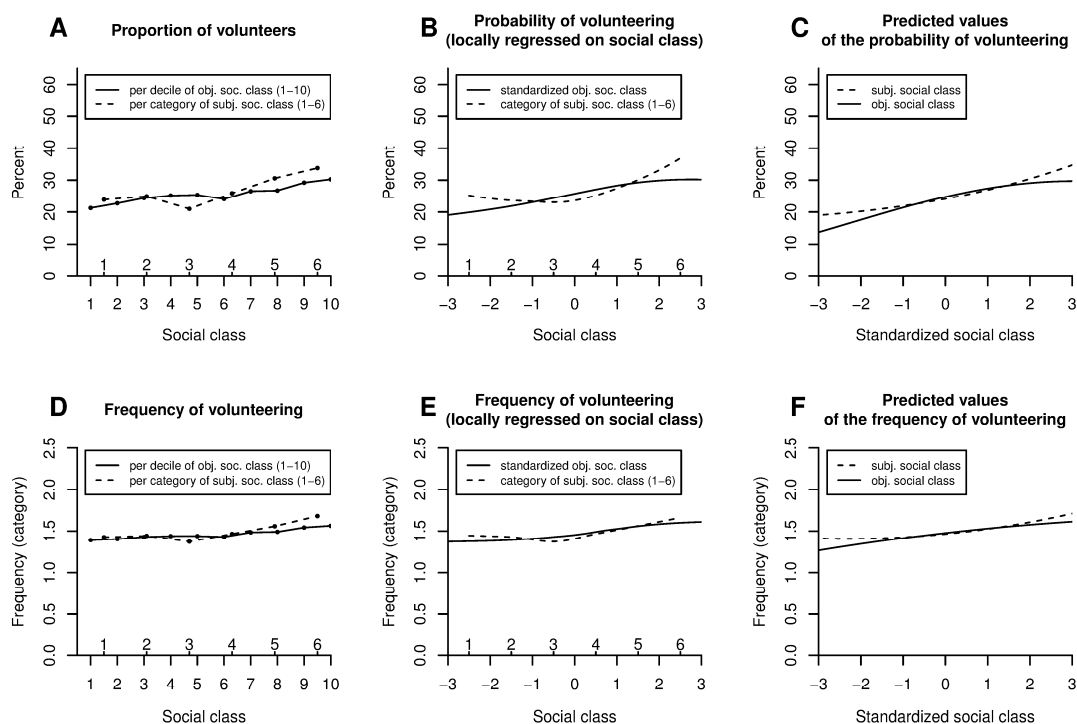 A
Proportion of volunteers
per decile of obj. soc. class (1−10)
per category of subj. soc. class (1−6)
Percent
60
50
40
30
20
10
0
1 2 3 4 5 6
1 2 3 4 5 6 7 8 9 10
Social class
B
Probability of volunteering
(locally regressed on social class)
standardized obj. soc. class
category of subj. soc. class (1−6)
Percent
60
50
40
30
20
10
0
1 2 3 4 5 6
−3 −2 −1 0 1 2 3
Social class
C
Predicted values
of the probability of volunteering
subj. social class
obj. social class
Percent
60
50
40
30
20
10
0
−3 −2 −1 0 1 2 3
Standardized social class
D
Frequency of volunteering
per decile of obj. soc. class (1−10)
per category of subj. soc. class (1−6)
Frequency (category)
2.5
2.0
1.5
1.0
0.5
0.0
1 2 3 4 5 6
1 2 3 4 5 6 7 8 9 10
Social class
E
Frequency of volunteering
(locally regressed on social class)
standardized obj. soc. class
category of subj. soc. class (1−6)
Frequency (category)
2.5
2.0
1.5
1.0
0.5
0.0
1 2 3 4 5 6
−3 −2 −1 0 1 2 3
Social class
F
Predicted values
of the frequency of volunteering
subj. social class
obj. social class
Frequency (category)
2.5
2.0
1.5
1.0
0.5
0.0
−3 −2 −1 0 1 2 3
Standardized social class